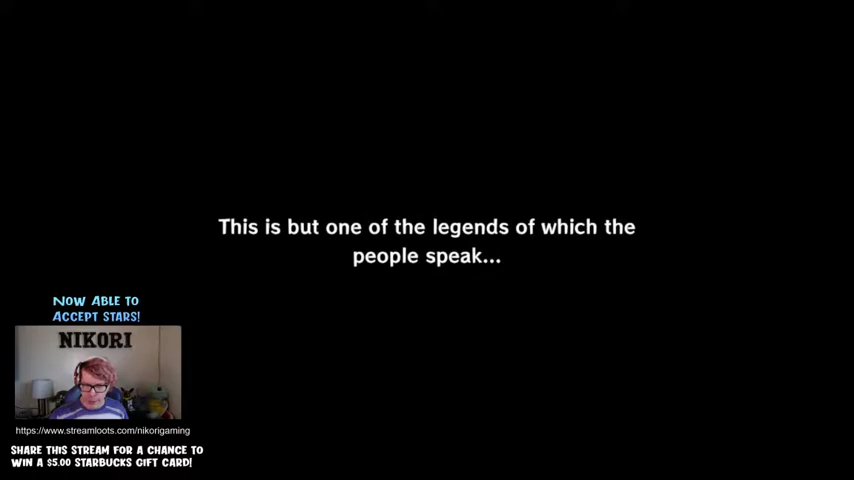 This is but one of the legends of which the
people speak...
NOW ABLE TO
ACCEPT STARS!
NIKORI
https://www.streamloots.com/nikorigaming
SHARE THIS STREAM FOR A CHANCE TO
WIN A $5.00 STARBUCKS GIFT CARD!